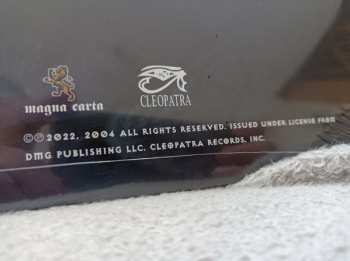 magna carta
CLEOPATRA
©℗2022, 2004 ALL RIGHTS RESERVED. ISSUED UNDER LICENSE FROM
DMG PUBLISHING LLC. CLEOPATRA RECORDS, INC.